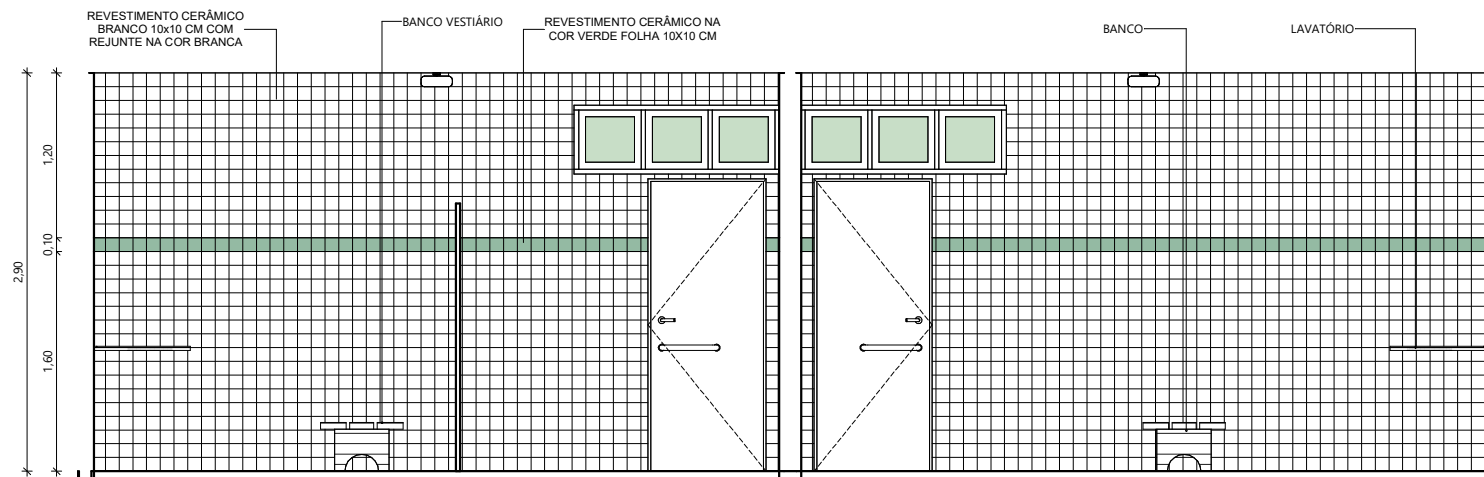 REVESTIMENTO CERÂMICO
BRANCO 10x10 CM COM
REJUNTE NA COR BRANCA
BANCO VESTIÁRIO
REVESTIMENTO CERÂMICO NA
COR VERDE FOLHA 10X10 CM
BANCO
LAVATÓRIO
1,20
0,10
2,90
1,60